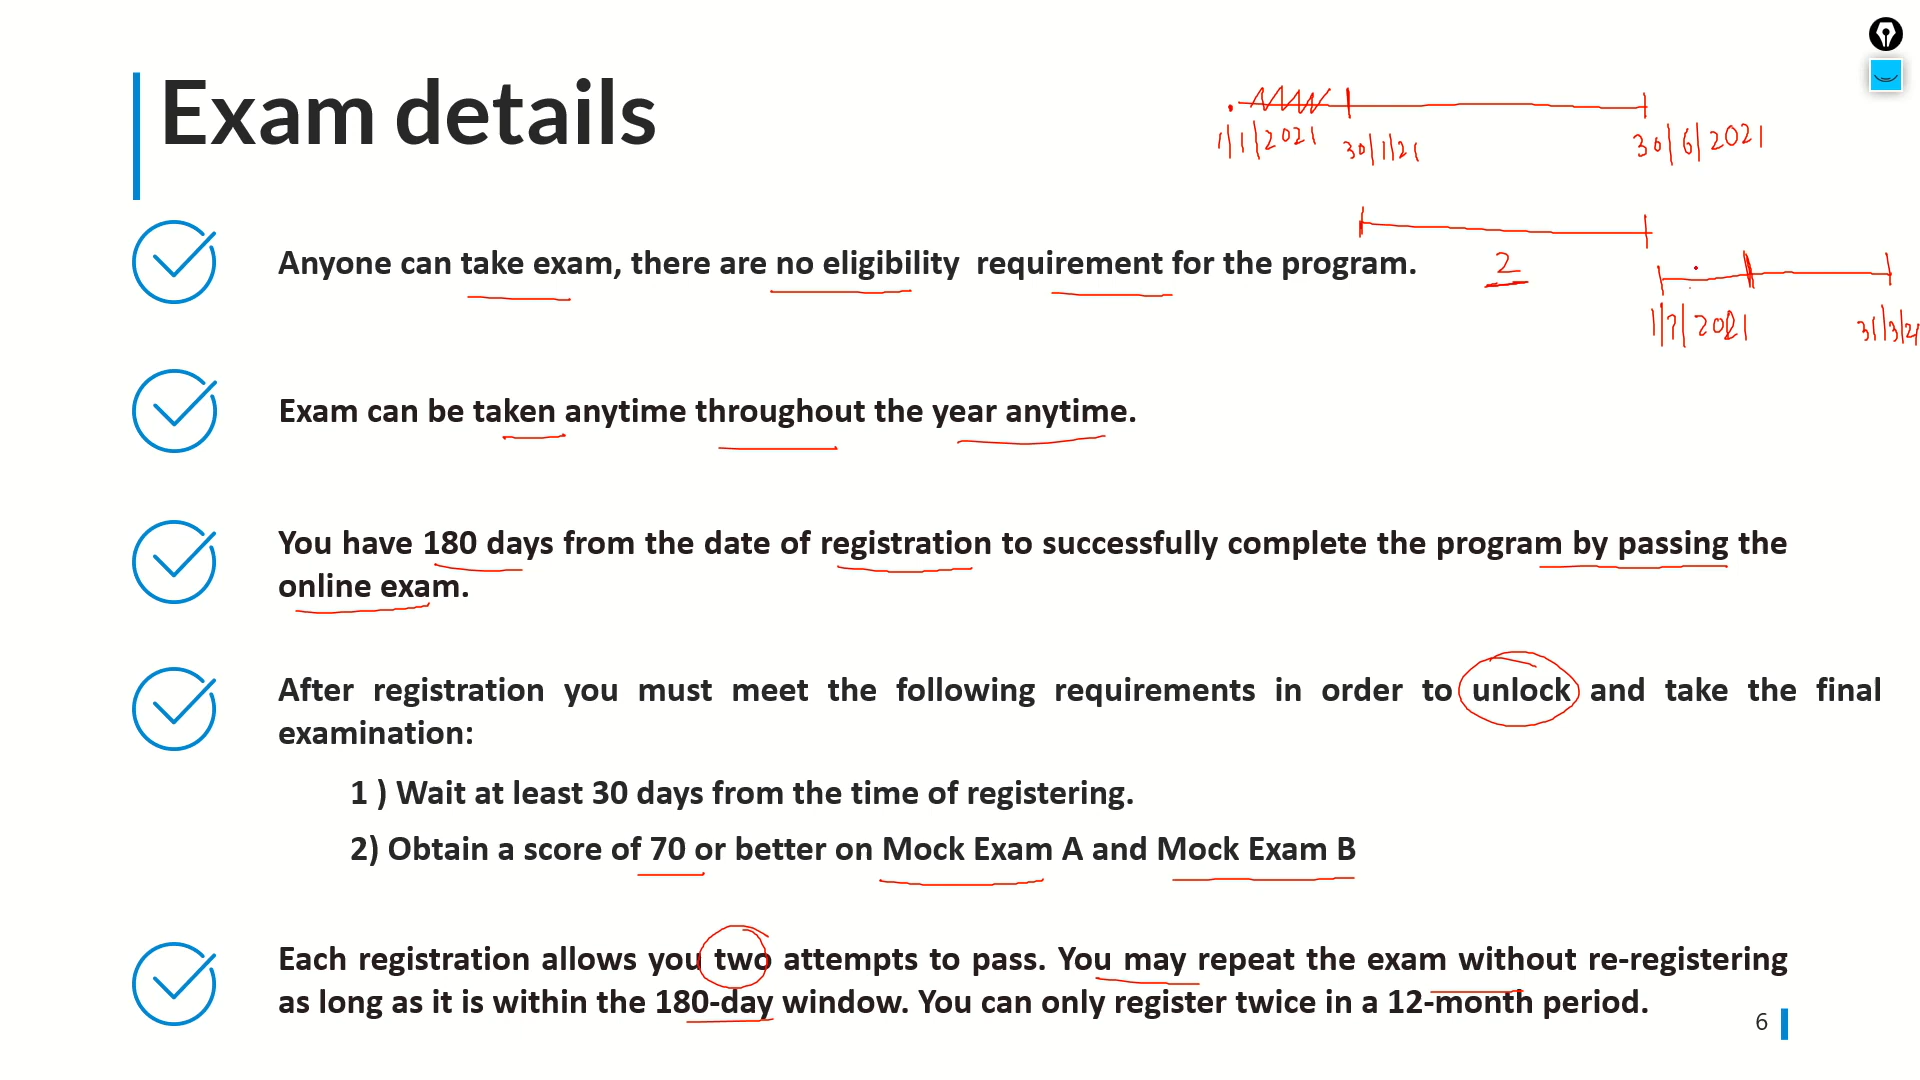 Exam details
1/1/2021 30/1/21 30/6/2021
Anyone can take exam, there are no eligibility requirement for the program.
2
1/7/2021 31/3/21
Exam can be taken anytime throughout the year anytime.
You have 180 days from the date of registration to successfully complete the program by passing the
online exam.
After registration you must meet the following requirements in order to unlock and take the final
examination:
1 ) Wait at least 30 days from the time of registering.
2) Obtain a score of 70 or better on Mock Exam A and Mock Exam B
Each registration allows you two attempts to pass. You may repeat the exam without re-registering
as long as it is within the 180-day window. You can only register twice in a 12-month period.
6